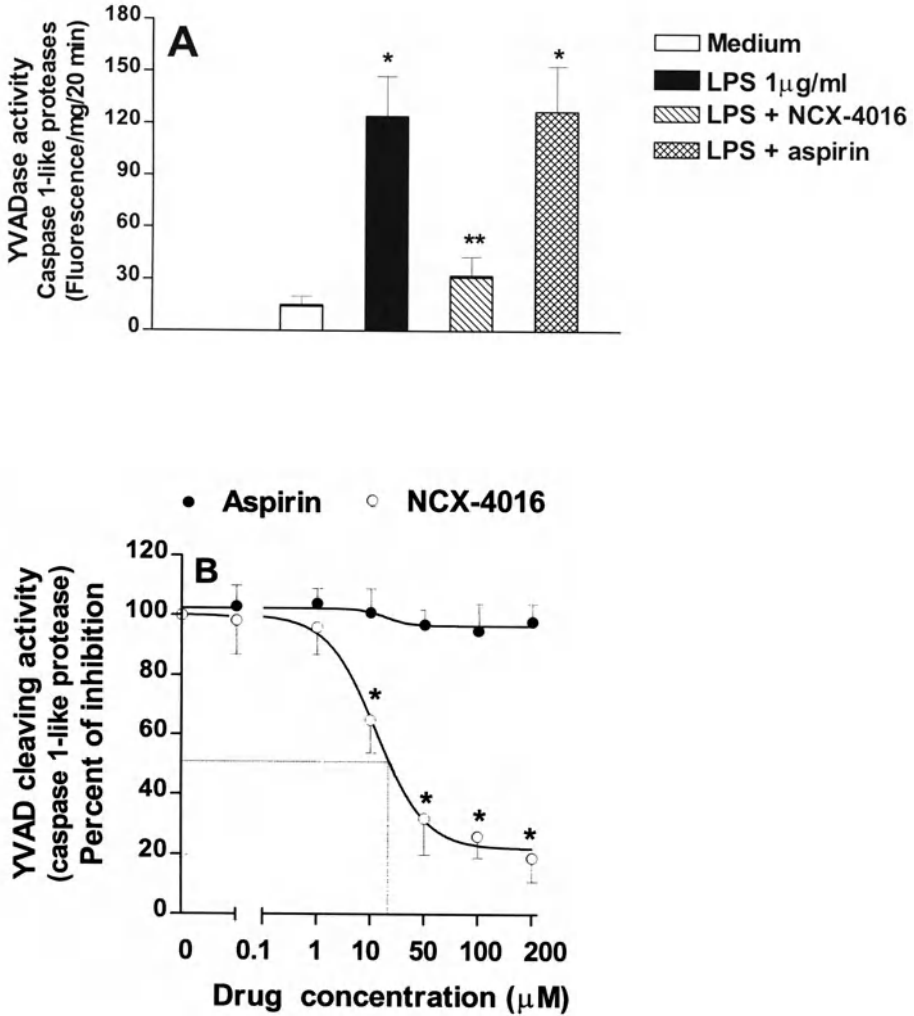 A
YVADase activity
Caspase 1-like proteases
(Fluorescence/mg/20 min)
180
150
120
90
60
30
0
*
**
*
Medium
LPS 1μg/ml
LPS + NCX-4016
LPS + aspirin
Aspirin NCX-4016
B
YVAD cleaving activity
(caspase 1-like protease)
Percent of inhibition
120
100
80
60
40
20
0
*
*
*
*
0 0.1 1 10 50 100 200
Drug concentration (μM)